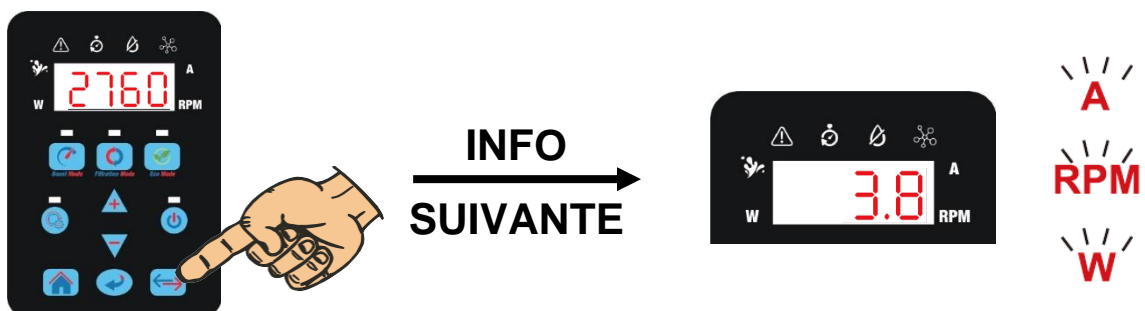 A
2760
W
RPM
Boost Mode
Filtration Mode
Eco Mode
INFO
SUIVANTE
A
3.8
W
RPM
A
RPM
W